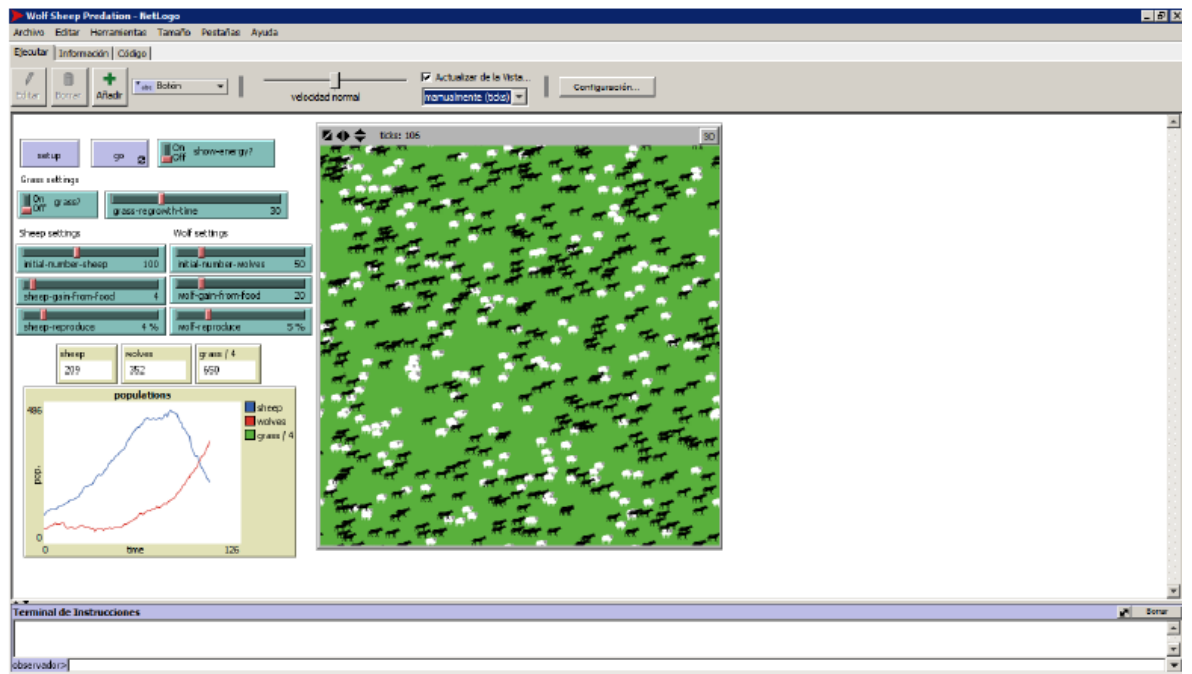 Wolf Sheep Predation - NetLogo
Archivo Editar Herramientas Tamaño Pestañas Ayuda
Ejecutar Información Código
Editar Borrar Añadir abc Botón velocidad normal Actualizar de la Vista... manualmente (ticks) Configuración...
ticks: 106 3D
setup go On Off show-energy?
Grass settings
On Off grass? grass-regrowth-time 30
Sheep settings Wolf settings
initial-number-sheep 100 initial-number-wolves 50
sheep-gain-from-food 4 wolf-gain-from-food 20
sheep-reproduce 4 % wolf-reproduce 5 %
sheep wolves grass / 4
209 352 650
populations
486 sheep
wolves
grass / 4
pop.
0
0 time 126
Terminal de Instrucciones Borrar
observador>